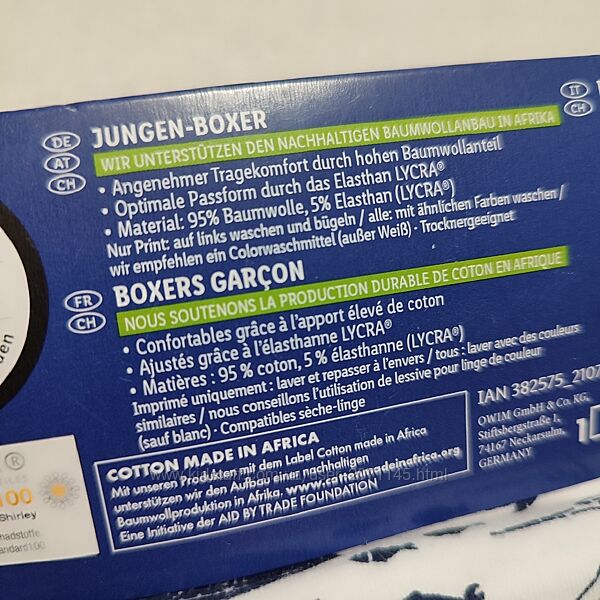 DE
AT
CH
JUNGEN-BOXER
WIR UNTERSTÜTZEN DEN NACHHALTIGEN BAUMWOLLANBAU IN AFRIKA
• Angenehmer Tragekomfort durch hohen Baumwollanteil
• Optimale Passform durch das Elasthan LYCRA®
• Material: 95% Baumwolle, 5% Elasthan (LYCRA®)
Nur Print: auf links waschen und bügeln / alle: mit ähnlichen Farben waschen /
wir empfehlen ein Colorwaschmittel (außer Weiß) · Trocknergeeignet
IT
CH
FR
CH
BOXERS GARÇON
NOUS SOUTENONS LA PRODUCTION DURABLE DE COTON EN AFRIQUE
• Confortables grâce à l'apport élevé de coton
• Ajustés grâce à l'élasthanne LYCRA®
• Matières : 95 % coton, 5 % élasthanne (LYCRA®)
Imprimé uniquement : laver et repasser à l'envers / tous : laver avec des couleurs
similaires / nous conseillons l'utilisation de lessive pour linge de couleur
(sauf blanc) · Compatibles sèche-linge
COTTON MADE IN AFRICA
Mit unseren Produkten mit dem Label Cotton made in Africa
unterstützen wir den Aufbau einer nachhaltigen
Baumwollproduktion in Afrika. www.cottonmadeinafrica.org
Eine Initiative der AID BY TRADE FOUNDATION
IAN 382575_2107
OWIM GmbH & Co. KG,
Stiftsbergstraße 1,
74167 Neckarsulm,
GERMANY
®
100
Shirley